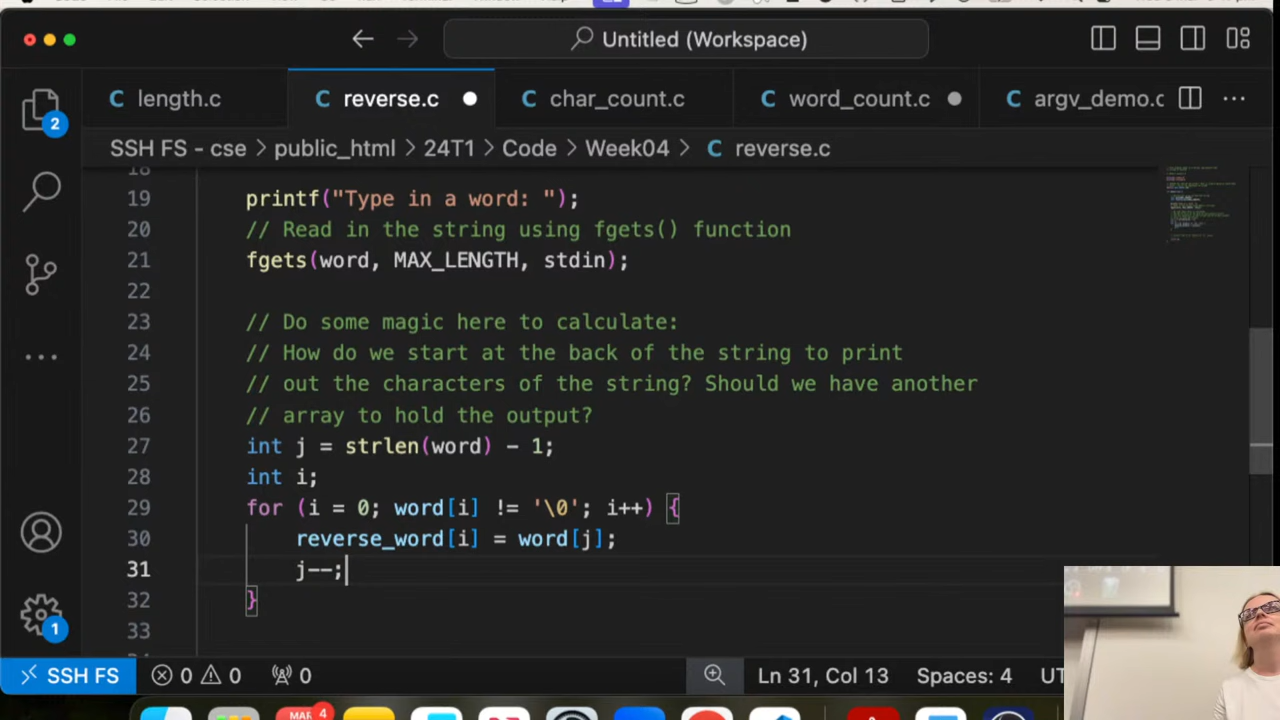 Untitled (Workspace)
length.c
reverse.c
char_count.c
word_count.c
argv_demo.c
2
SSH FS - cse > public_html > 24T1 > Code > Week04 > C reverse.c
18
19 printf("Type in a word: ");
20 // Read in the string using fgets() function
21 fgets(word, MAX_LENGTH, stdin);
22
23 // Do some magic here to calculate:
24 // How do we start at the back of the string to print
25 // out the characters of the string? Should we have another
26 // array to hold the output?
27 int j = strlen(word) - 1;
28 int i;
29 for (i = 0; word[i] != '\0'; i++) {
30 reverse_word[i] = word[j];
31 j--;
32 }
33
1
SSH FS
0 0
0
Ln 31, Col 13
Spaces: 4
MAR
4